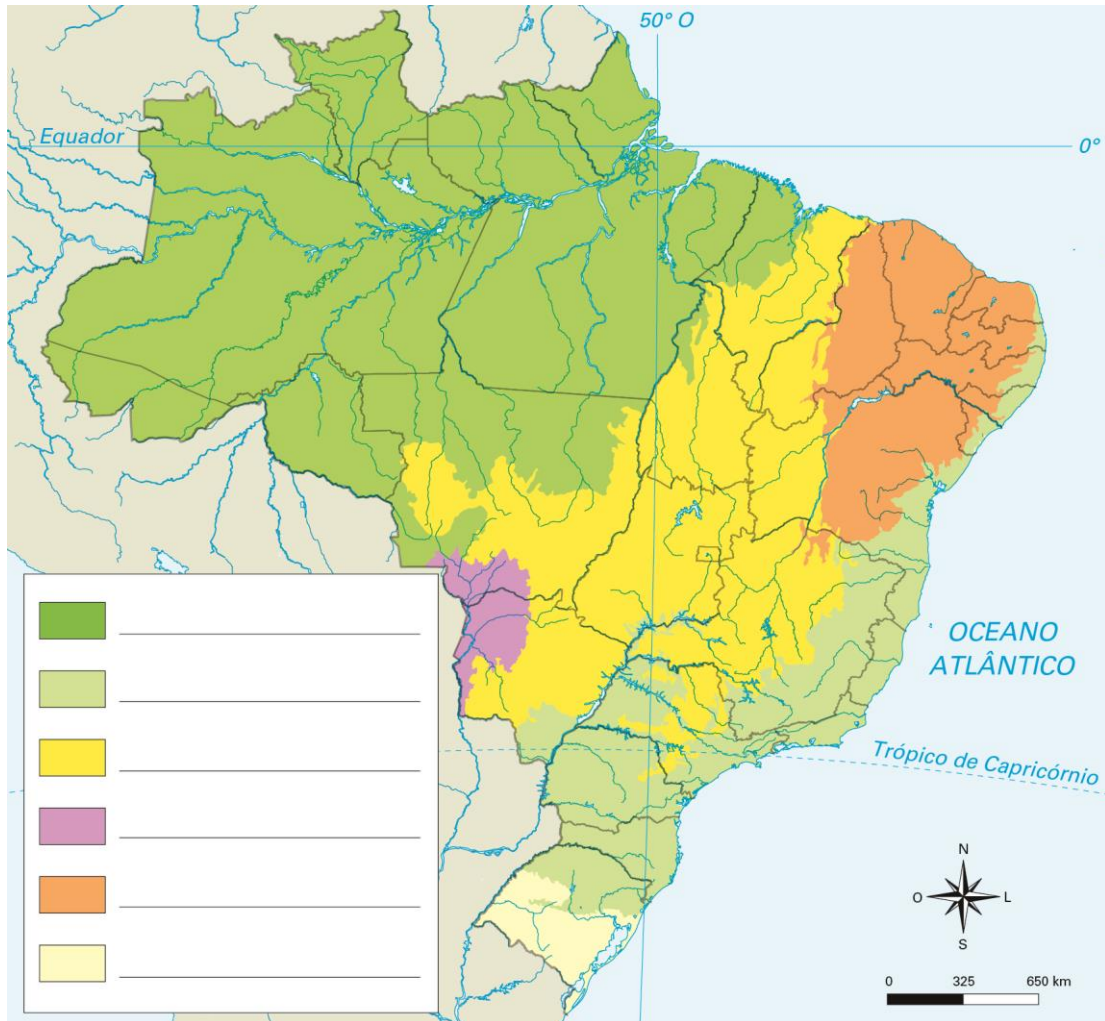 50° O
Equador
0°
OCEANO
ATLÂNTICO
Trópico de Capricórnio
N
O
L
S
0 325 650 km